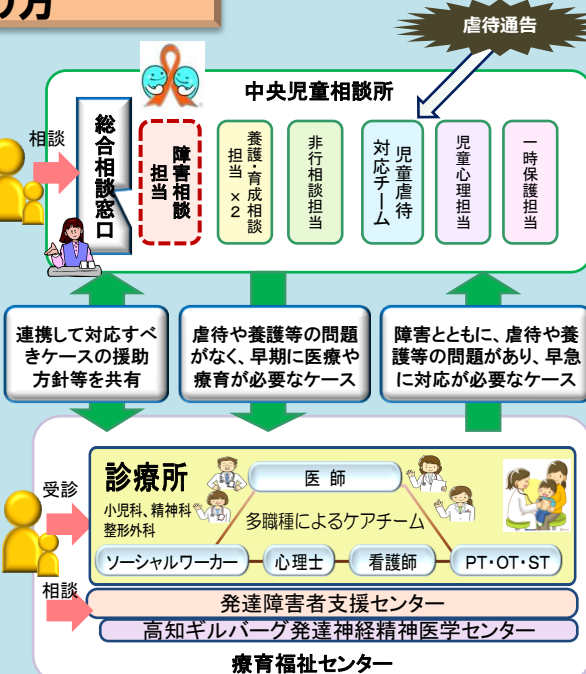 虐待通告
中央児童相談所
相談
総合相談窓口
障害相談
担当
養護・育成相談
担当 ×2
非行相談担当
児童虐待
対応チーム
児童心理担当
一時保護担当
連携して対応すべ
きケースの援助
方針等を共有
虐待や養護等の問題
がなく、早期に医療や
療育が必要なケース
障害とともに、虐待や養
護等の問題があり、早急
に対応が必要なケース
受診
診療所
小児科、精神科
整形外科
医 師
多職種によるケアチーム
ソーシャルワーカー
心理士
看護師
PT・OT・ST
相談
発達障害者支援センター
高知ギルバーグ発達神経精神医学センター
療育福祉センター